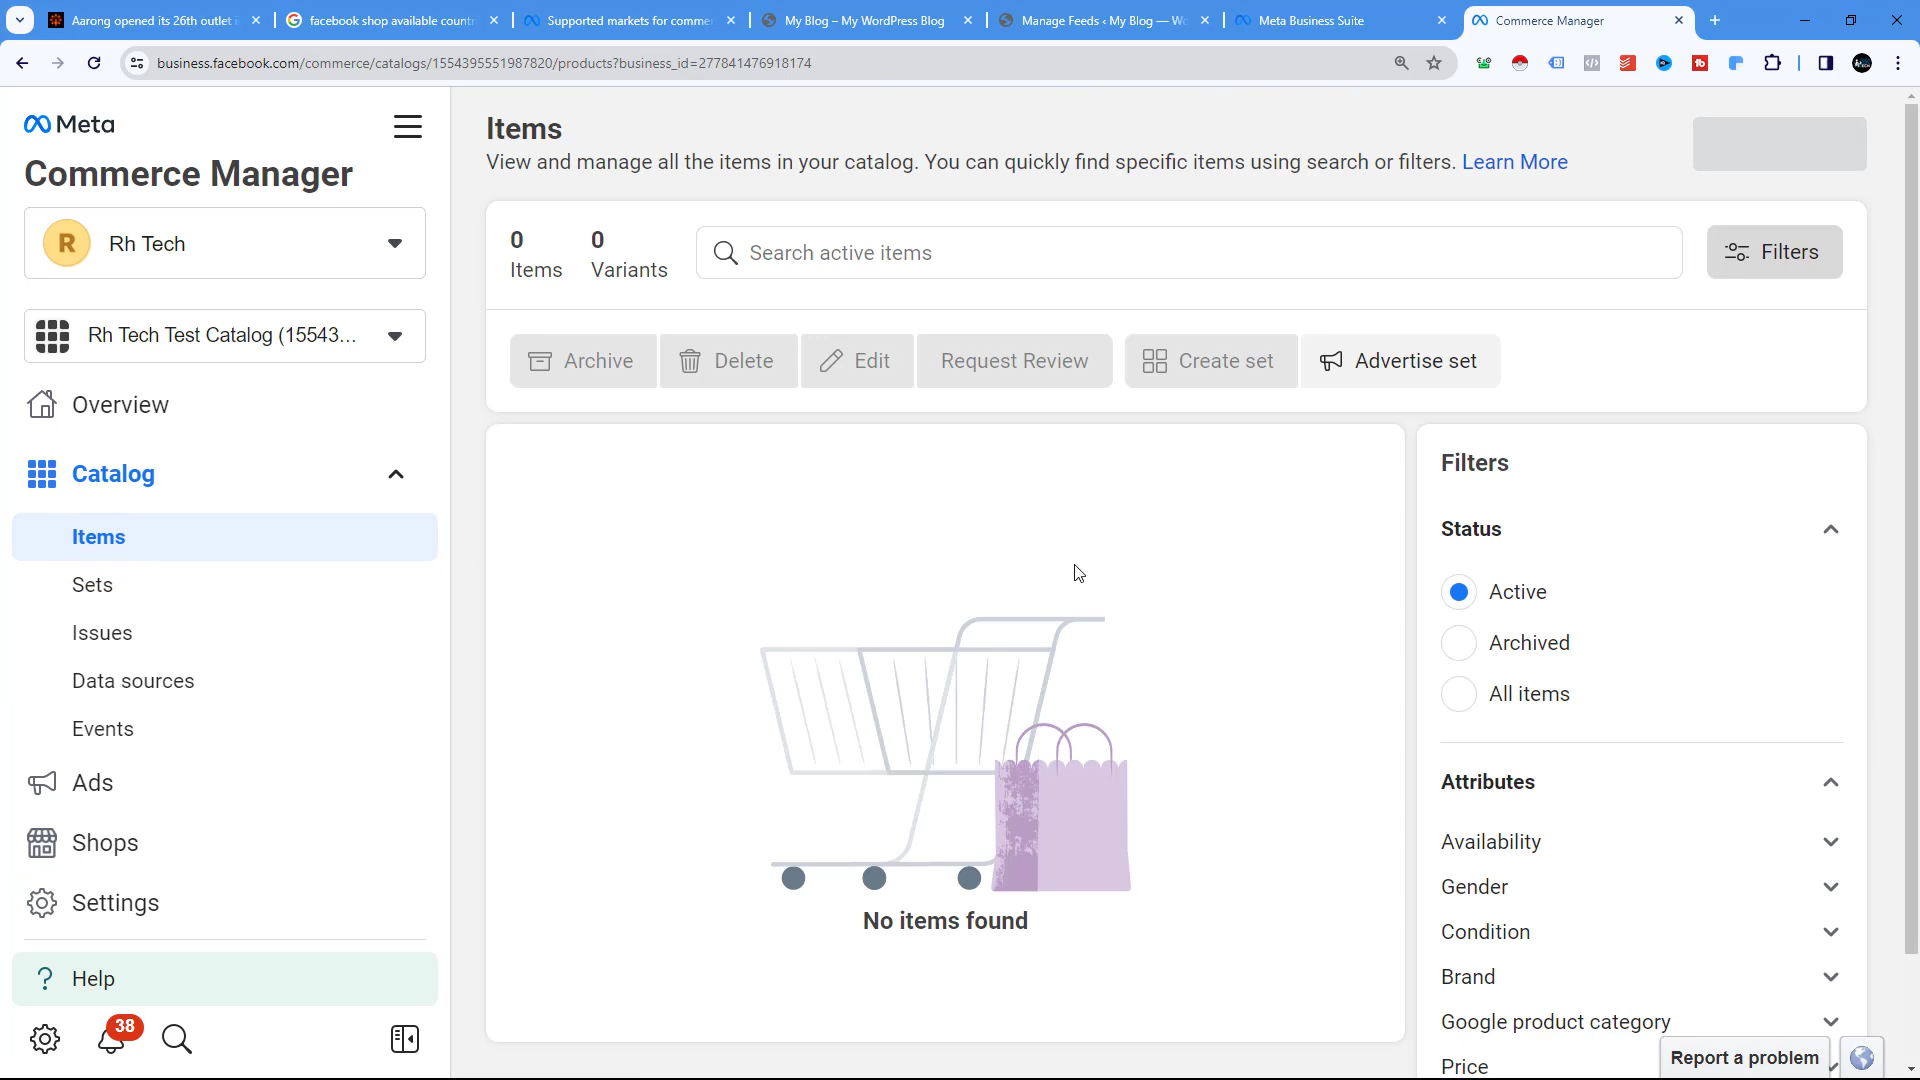 Aarong opened its 26th outlet i
facebook shop available countr
Supported markets for comme
My Blog – My WordPress Blog
Manage Feeds ‹ My Blog — Wo
Meta Business Suite
Commerce Manager
business.facebook.com/commerce/catalogs/1554395551987820/products?business_id=277841476918174
Meta
Commerce Manager
R
Rh Tech
Rh Tech Test Catalog (15543...
Overview
Catalog
Items
Sets
Issues
Data sources
Events
Ads
Shops
Settings
Help
38
Items
View and manage all the items in your catalog. You can quickly find specific items using search or filters. Learn More
0 Items
0 Variants
Search active items
Filters
Archive
Delete
Edit
Request Review
Create set
Advertise set
No items found
Filters
Status
Active
Archived
All items
Attributes
Availability
Gender
Condition
Brand
Google product category
Price
Report a problem